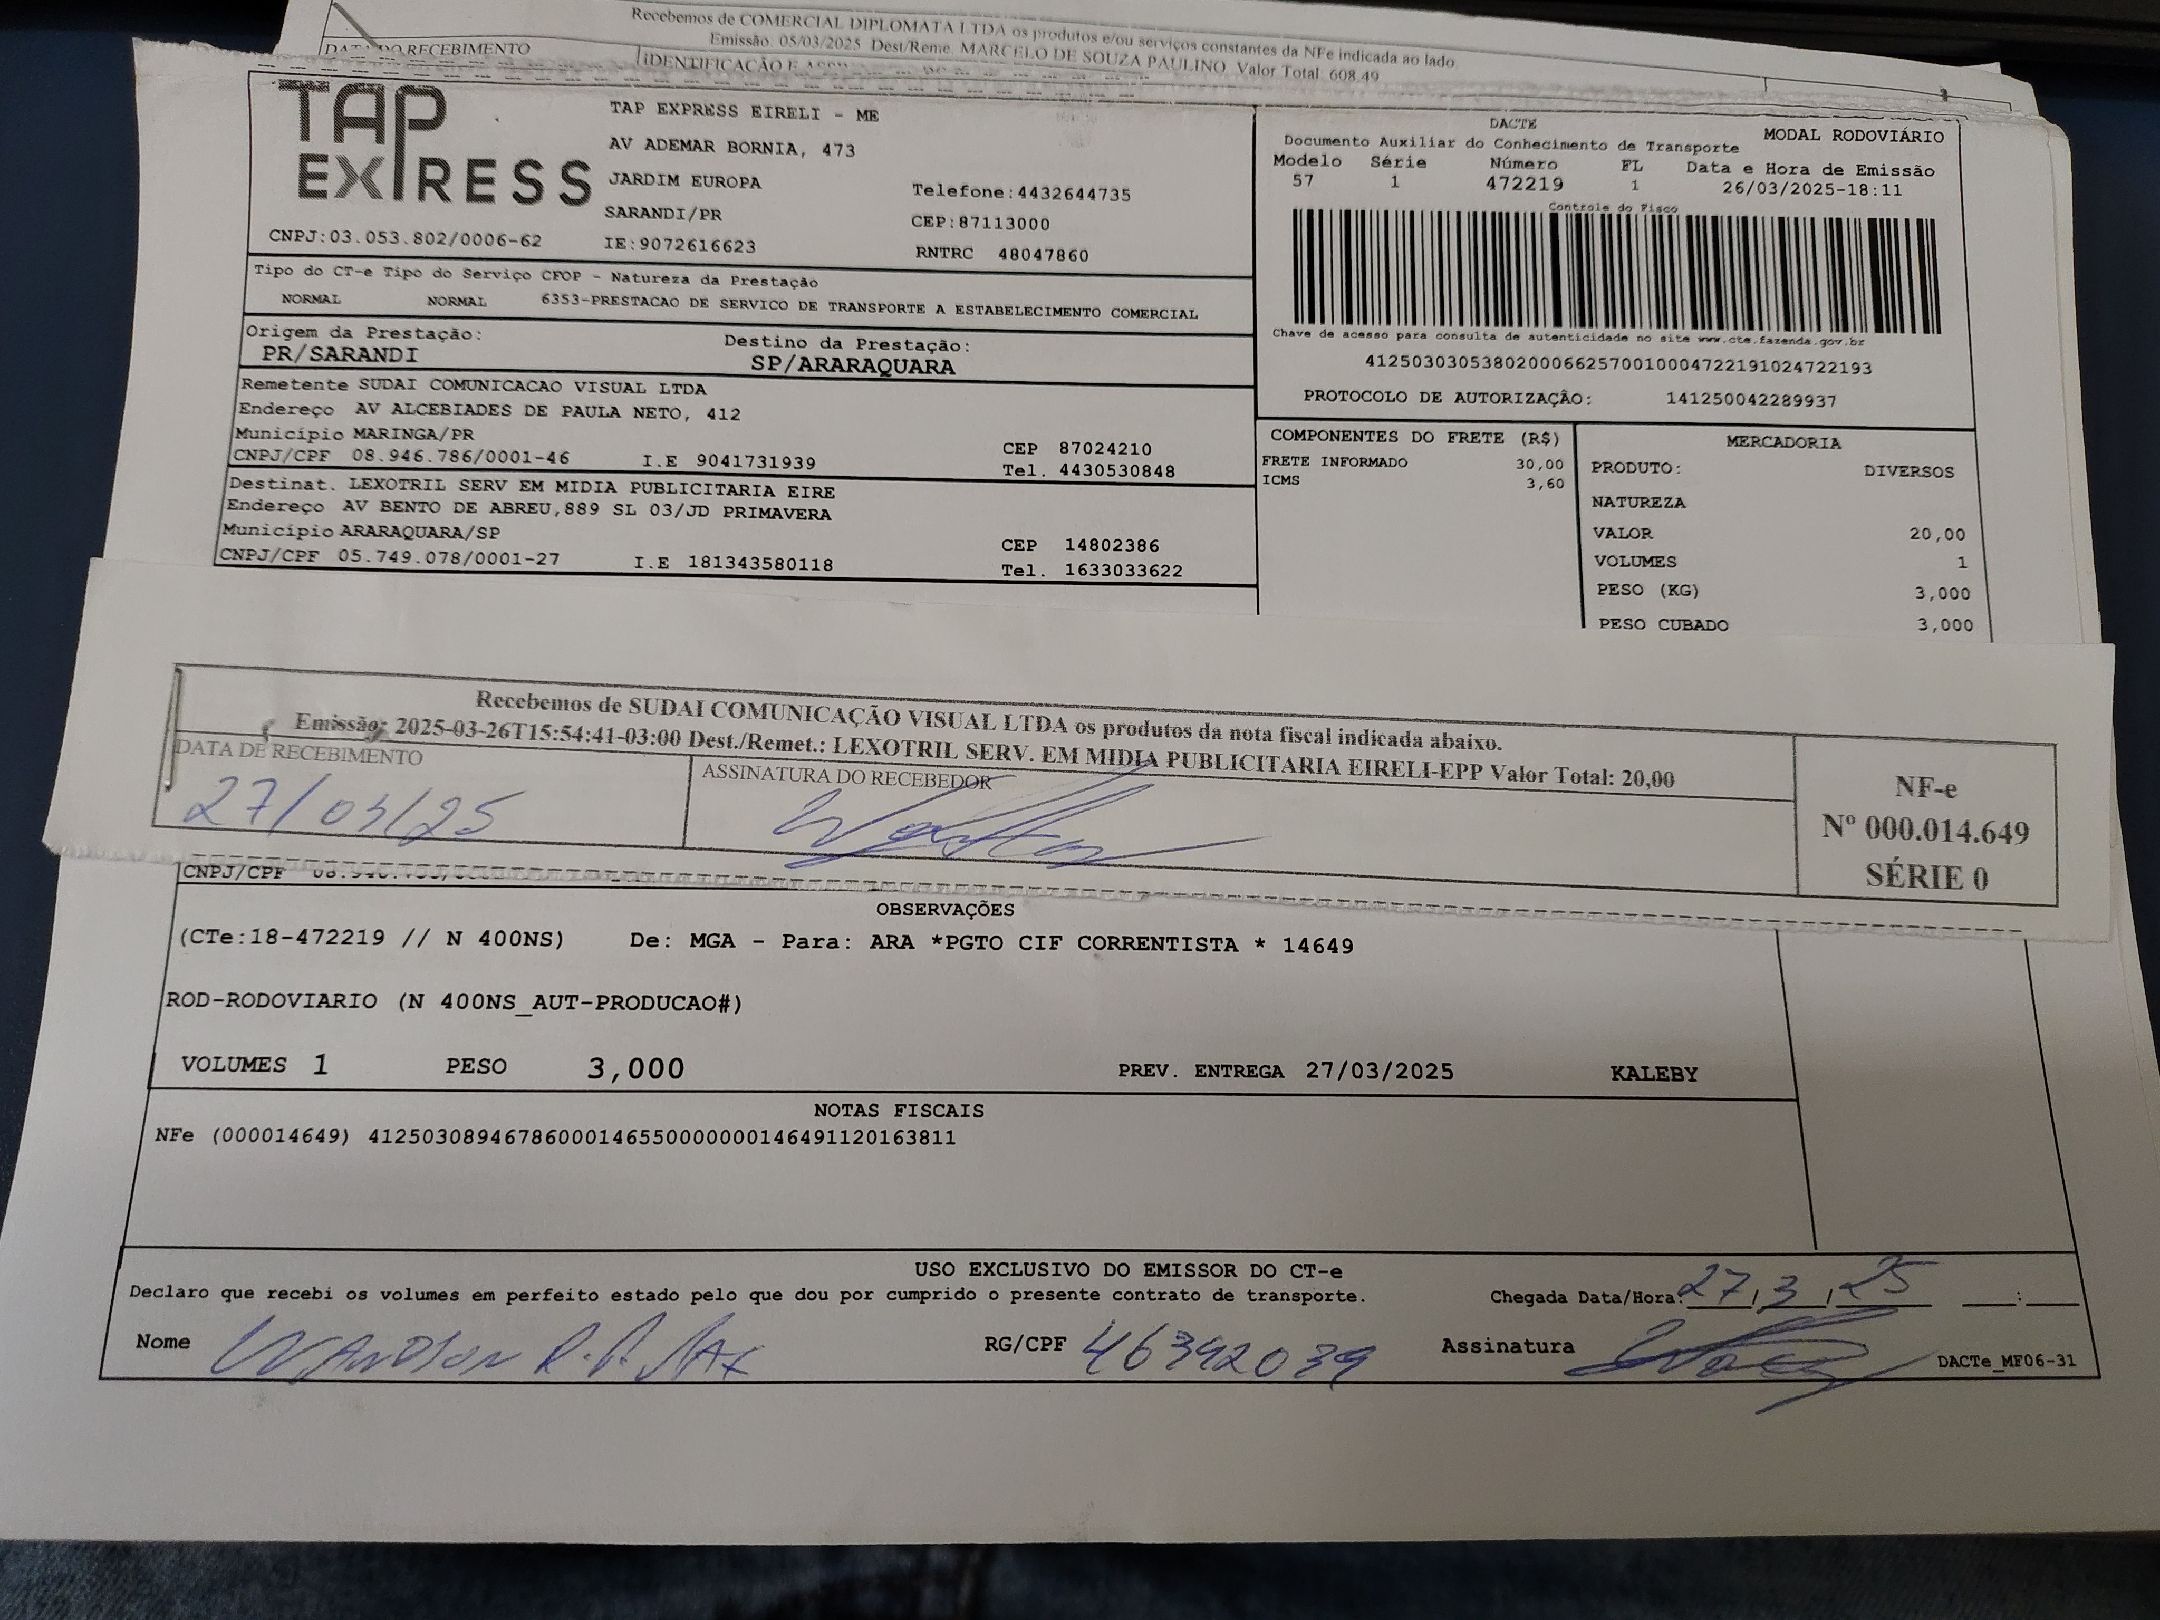 Recebemos de COMERCIAL DIPLOMATA LTDA os produtos e/ou serviços constantes da NFe indicada ao lado
Emissão: 05/03/2025 Dest/Reme: MARCELO DE SOUZA PAULINO Valor Total: 608,49
DATA DO RECEBIMENTO
IDENTIFICAÇÃO E
TAP EXPRESS
TAP EXPRESS EIRELI - ME
AV ADEMAR BORNIA, 473
JARDIM EUROPA
Telefone:4432644735
SARANDI/PR
CEP:87113000
CNPJ:03.053.802/0006-62
IE:9072616623
RNTRC 48047860
DACTE
MODAL RODOVIÁRIO
Documento Auxiliar do Conhecimento de Transporte
Modelo Série Número FL Data e Hora de Emissão
57 1 472219 1 26/03/2025-18:11
Controle do Fisco
Chave de acesso para consulta de autenticidade no site www.cte.fazenda.gov.br
41250303053802000662570010004722191024722193
PROTOCOLO DE AUTORIZAÇÂO: 141250042289937
Tipo do CT-e Tipo do Serviço CFOP - Natureza da Prestação
NORMAL NORMAL 6353-PRESTACAO DE SERVICO DE TRANSPORTE A ESTABELECIMENTO COMERCIAL
Origem da Prestação: Destino da Prestação:
PR/SARANDI SP/ARARAQUARA
Remetente SUDAI COMUNICACAO VISUAL LTDA
Endereço AV ALCEBIADES DE PAULA NETO, 412
Município MARINGA/PR CEP 87024210
CNPJ/CPF 08.946.786/0001-46 I.E 9041731939 Tel. 4430530848
Destinat. LEXOTRIL SERV EM MIDIA PUBLICITARIA EIRE
Endereço AV BENTO DE ABREU,889 SL 03/JD PRIMAVERA
Município ARARAQUARA/SP CEP 14802386
CNPJ/CPF 05.749.078/0001-27 I.E 181343580118 Tel. 1633033622
COMPONENTES DO FRETE (R$)
FRETE INFORMADO 30,00
ICMS 3,60
MERCADORIA
PRODUTO: DIVERSOS
NATUREZA
VALOR 20,00
VOLUMES 1
PESO (KG) 3,000
PESO CUBADO 3,000
Recebemos de SUDAI COMUNICAÇÃO VISUAL LTDA os produtos da nota fiscal indicada abaixo.
Emissão: 2025-03-26T15:54:41-03:00 Dest./Remet.: LEXOTRIL SERV. EM MIDIA PUBLICITARIA EIRELI-EPP Valor Total: 20,00
DATA DE RECEBIMENTO
27/03/25
ASSINATURA DO RECEBEDOR
NF-e
Nº 000.014.649
SÉRIE 0
CNPJ/CPF
OBSERVAÇÕES
(CTe:18-472219 // N 400NS) De: MGA - Para: ARA *PGTO CIF CORRENTISTA * 14649
ROD-RODOVIARIO (N 400NS_AUT-PRODUCAO#)
VOLUMES 1 PESO 3,000 PREV. ENTREGA 27/03/2025 KALEBY
NOTAS FISCAIS
NFe (000014649) 41250308946786000146550000000146491120163811
USO EXCLUSIVO DO EMISSOR DO CT-e
Declaro que recebi os volumes em perfeito estado pelo que dou por cumprido o presente contrato de transporte. Chegada Data/Hora: 27/3/25 :
Nome RG/CPF 46392039 Assinatura DACTe_MF06-31